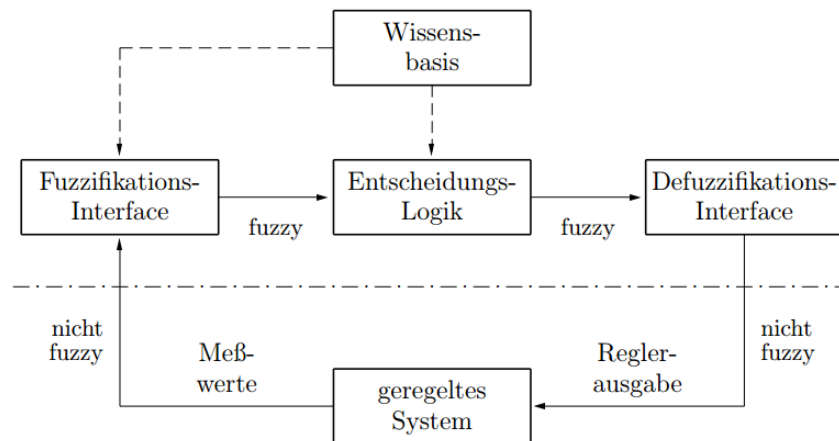 Wissens-
basis
Fuzzifikations-
Interface
fuzzy
Entscheidungs-
Logik
fuzzy
Defuzzifikations-
Interface
nicht
fuzzy
Meß-
werte
geregeltes
System
Regler-
ausgabe
nicht
fuzzy